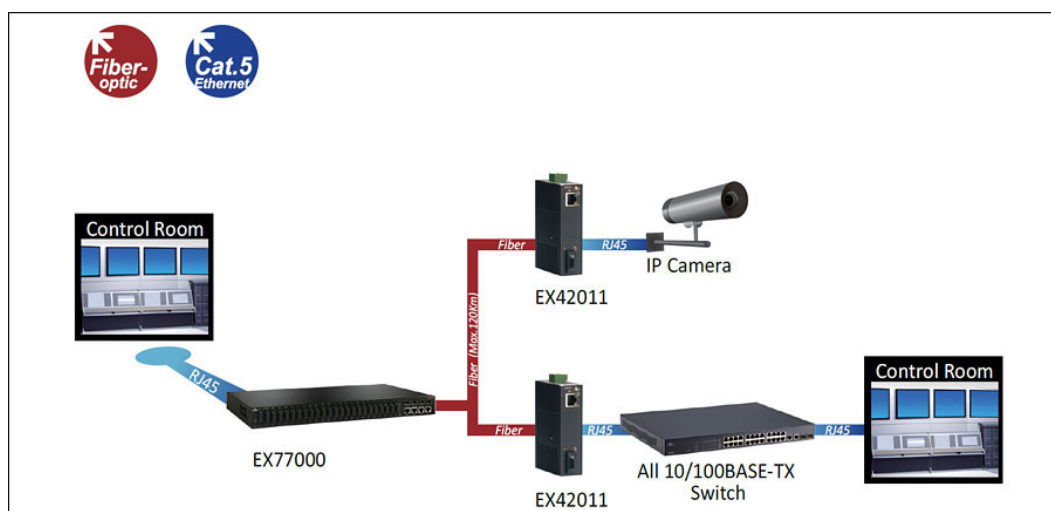 Fiber-
optic
Cat.5
Ethernet
Control Room
RJ45
EX77000
Fiber (Max.120Km)
Fiber
EX42011
RJ45
IP Camera
Fiber
EX42011
RJ45
All 10/100BASE-TX
Switch
RJ45
Control Room